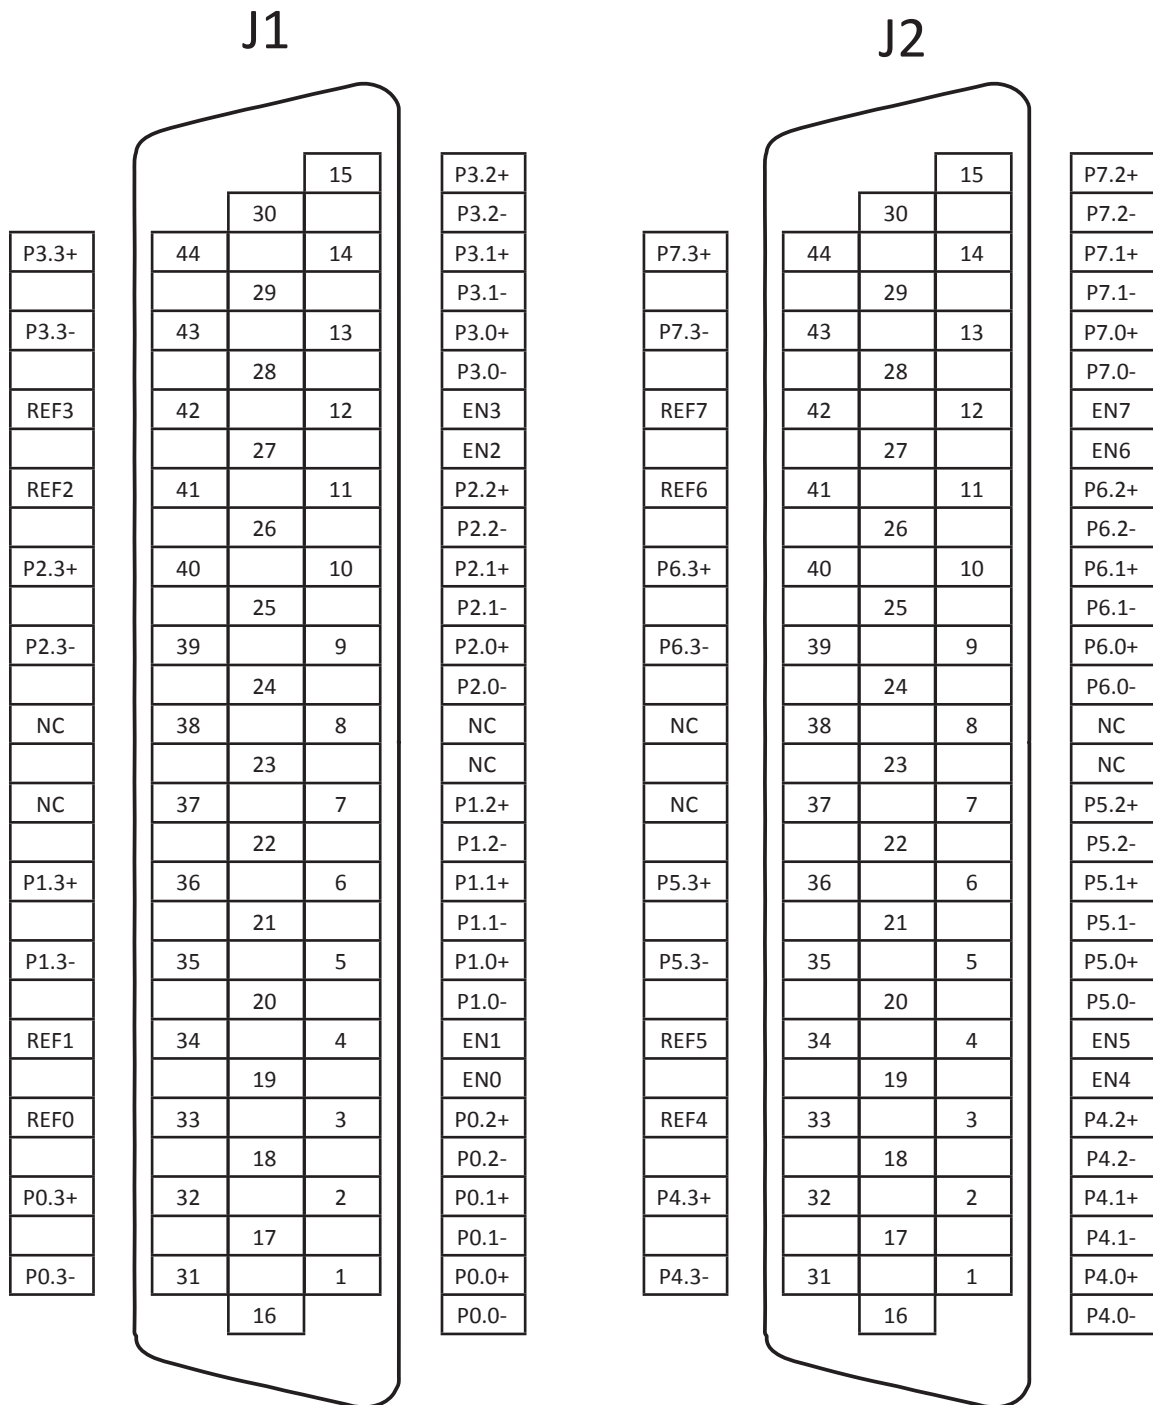 J1 J2
15 P3.2+ 15 P7.2+
30 P3.2- 30 P7.2-
P3.3+ 44 14 P3.1+ P7.3+ 44 14 P7.1+
29 P3.1- 29 P7.1-
P3.3- 43 13 P3.0+ P7.3- 43 13 P7.0+
28 P3.0- 28 P7.0-
REF3 42 12 EN3 REF7 42 12 EN7
27 EN2 27 EN6
REF2 41 11 P2.2+ REF6 41 11 P6.2+
26 P2.2- 26 P6.2-
P2.3+ 40 10 P2.1+ P6.3+ 40 10 P6.1+
25 P2.1- 25 P6.1-
P2.3- 39 9 P2.0+ P6.3- 39 9 P6.0+
24 P2.0- 24 P6.0-
NC 38 8 NC NC 38 8 NC
23 NC 23 NC
NC 37 7 P1.2+ NC 37 7 P5.2+
22 P1.2- 22 P5.2-
P1.3+ 36 6 P1.1+ P5.3+ 36 6 P5.1+
21 P1.1- 21 P5.1-
P1.3- 35 5 P1.0+ P5.3- 35 5 P5.0+
20 P1.0- 20 P5.0-
REF1 34 4 EN1 REF5 34 4 EN5
19 EN0 19 EN4
REF0 33 3 P0.2+ REF4 33 3 P4.2+
18 P0.2- 18 P4.2-
P0.3+ 32 2 P0.1+ P4.3+ 32 2 P4.1+
17 P0.1- 17 P4.1-
P0.3- 31 1 P0.0+ P4.3- 31 1 P4.0+
16 P0.0- 16 P4.0-